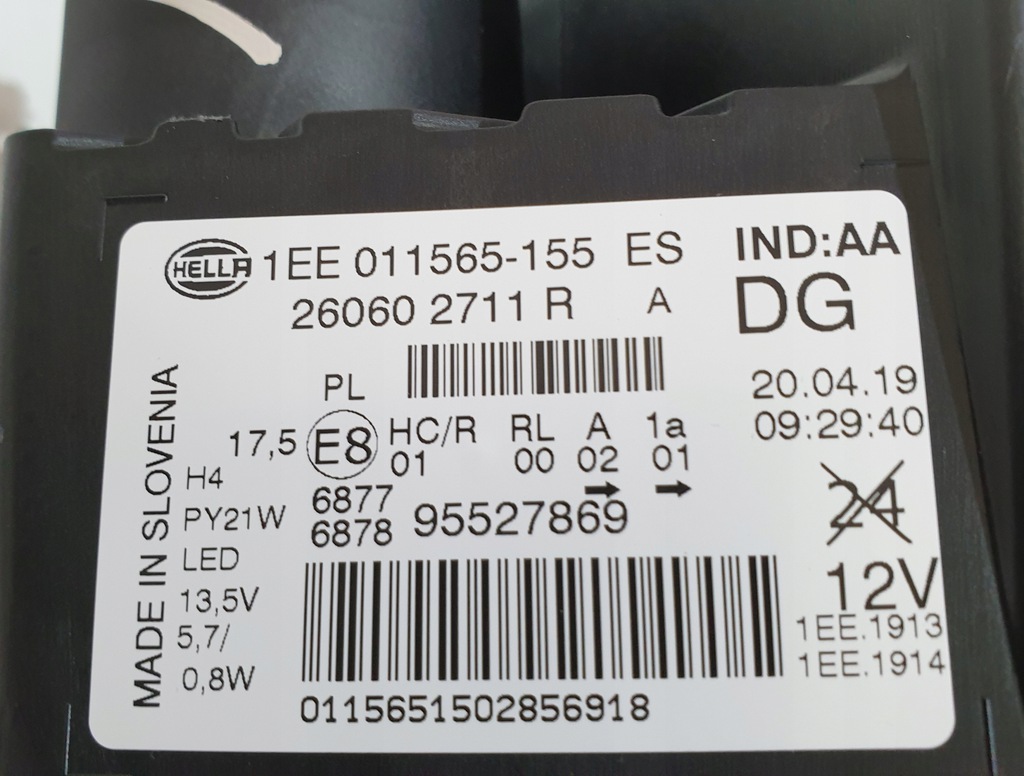 HELLA 1EE 011565-155 ES IND:AA
26060 2711 R A DG
20.04.19
09:29:40
MADE IN SLOVENIA
PL
17,5 E8 HC/R RL A 1a
01 00 02 01
H4 6877
PY21W 6878 95527869
24
LED
12V
13,5V
5,7/
0,8W
1EE.1913
1EE.1914
0115651502856918